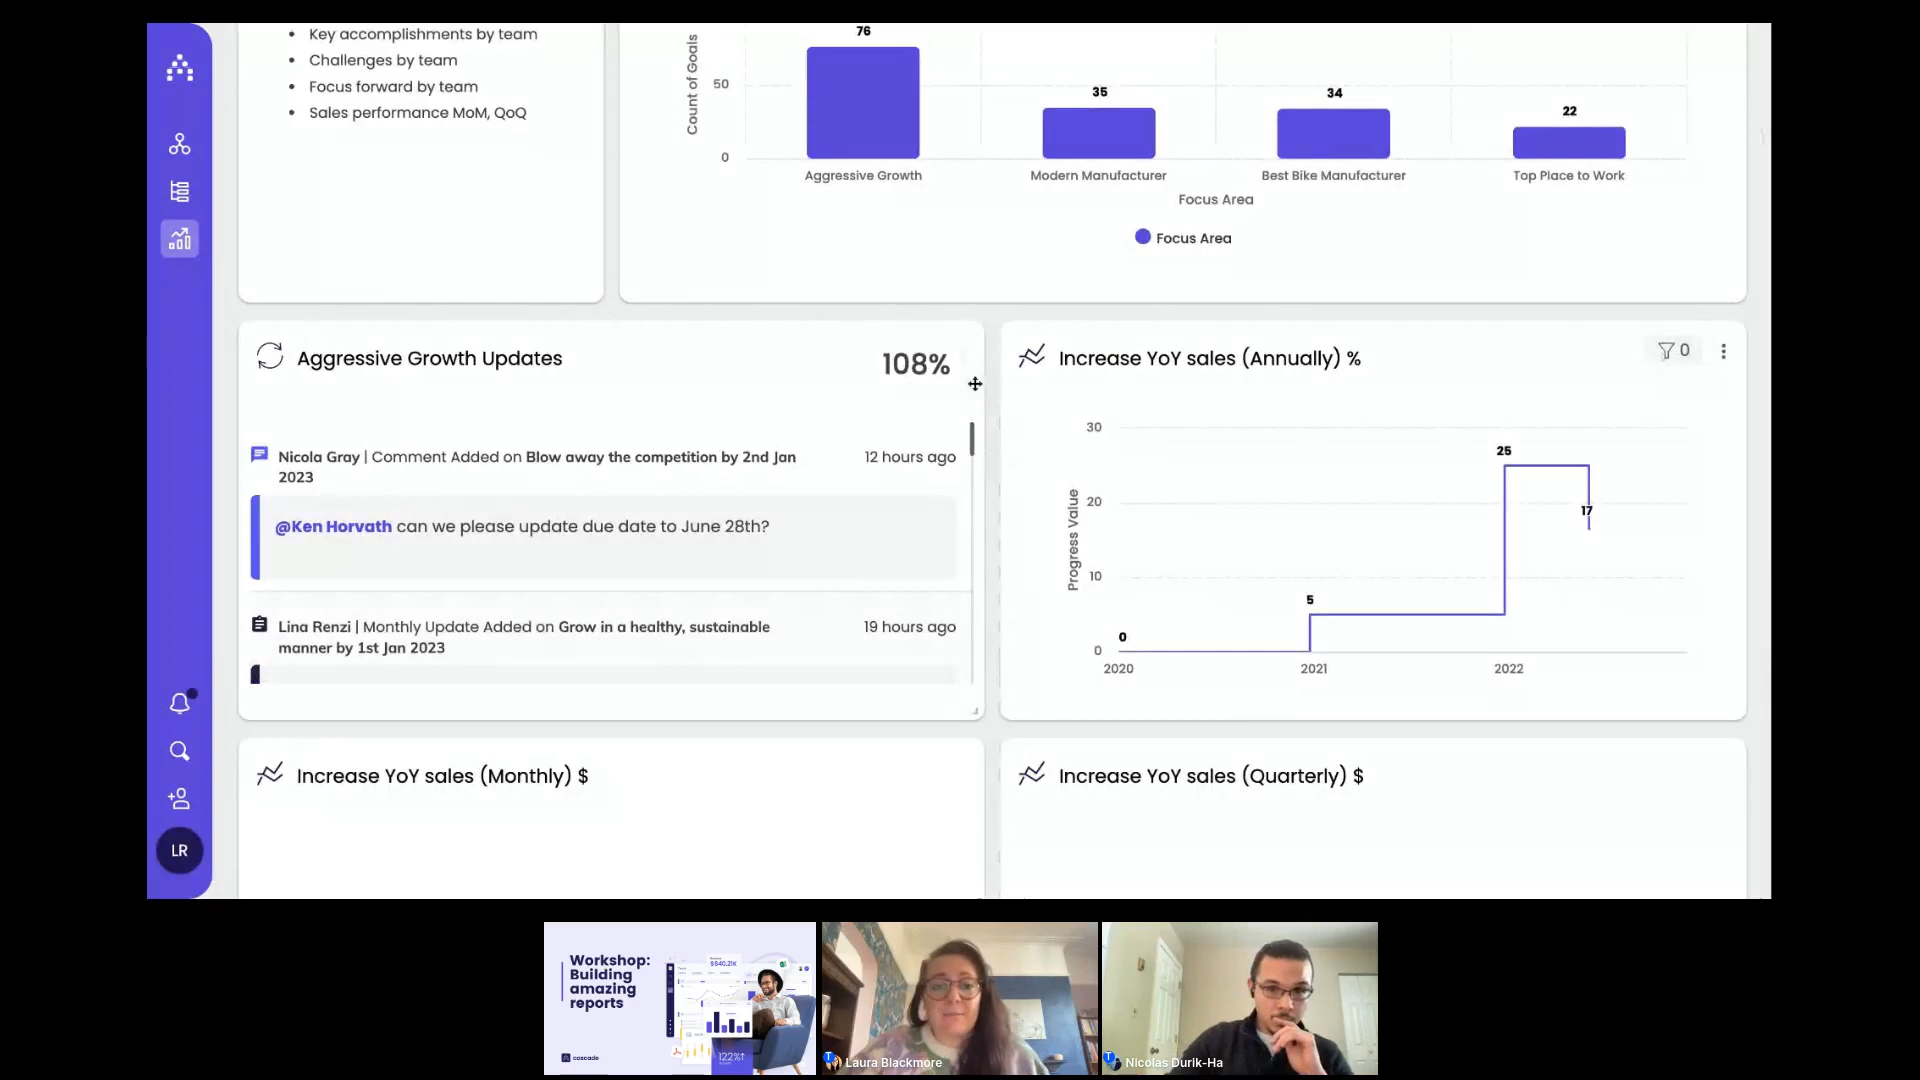 Key accomplishments by team
Challenges by team
Focus forward by team
Sales performance MoM, QoQ
Count of Goals
50
0
76
35
34
22
Aggressive Growth
Modern Manufacturer
Best Bike Manufacturer
Top Place to Work
Focus Area
Focus Area
Aggressive Growth Updates
108%
Nicola Gray | Comment Added on Blow away the competition by 2nd Jan
2023
12 hours ago
@Ken Horvath can we please update due date to June 28th?
Lina Renzi | Monthly Update Added on Grow in a healthy, sustainable
manner by 1st Jan 2023
19 hours ago
Increase YoY sales (Annually) %
0
Progress Value
30
20
10
0
0
5
25
17
2020
2021
2022
Increase YoY sales (Monthly) $
Increase YoY sales (Quarterly) $
LR
Workshop:
Building
amazing
reports
$640.21K
122%↑
cascade
Laura Blackmore
Nicolas Durik-Ha